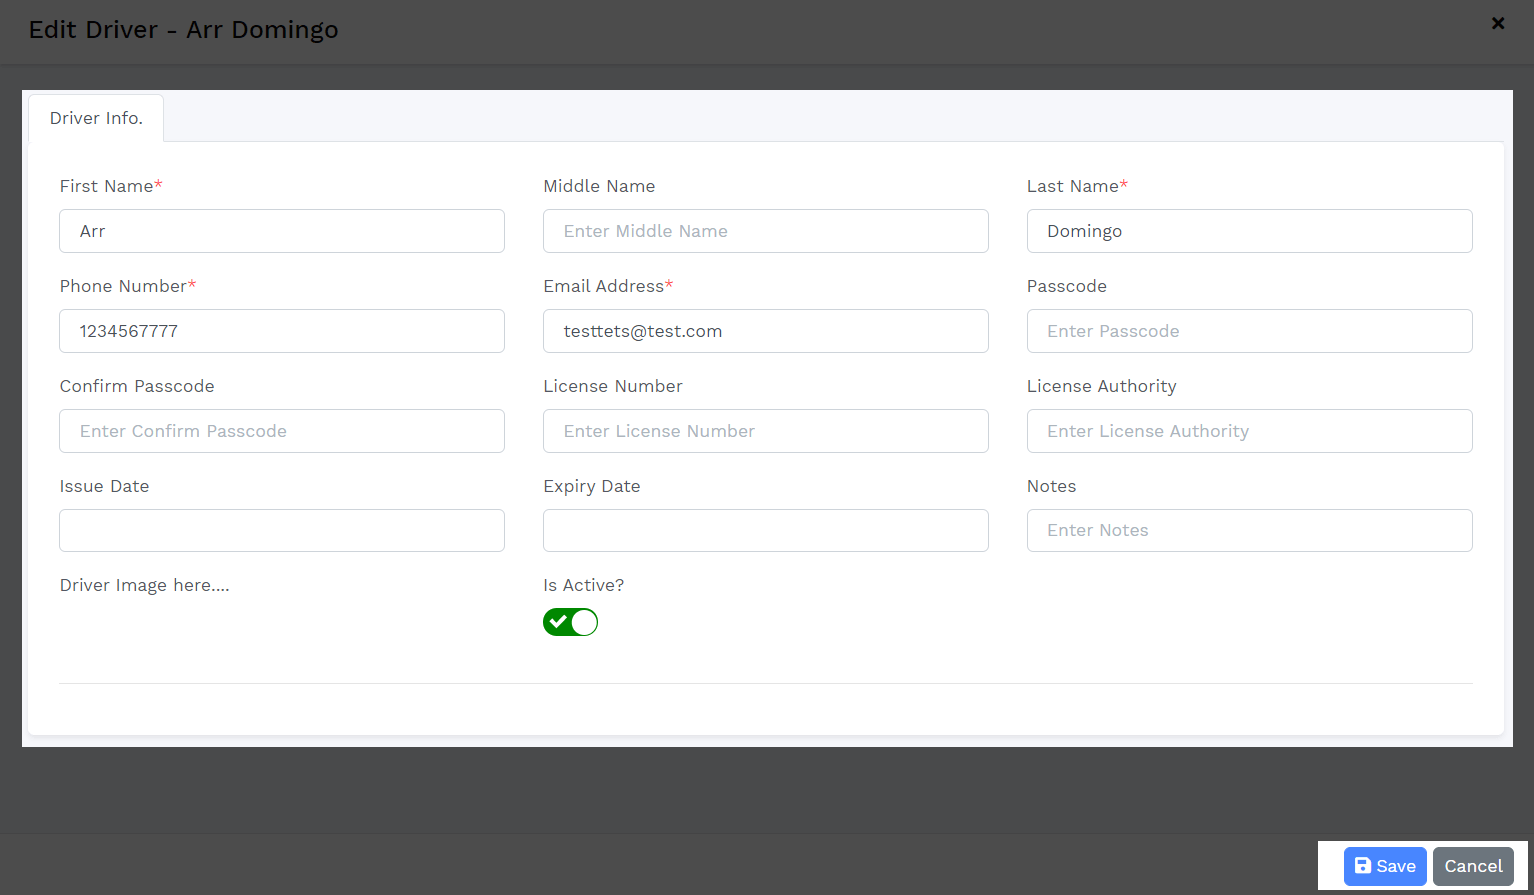 Edit Driver - Arr Domingo
Driver Info.
First Name* Middle Name Last Name*
Arr Enter Middle Name Domingo
Phone Number* Email Address* Passcode
1234567777 testtets@test.com Enter Passcode
Confirm Passcode License Number License Authority
Enter Confirm Passcode Enter License Number Enter License Authority
Issue Date Expiry Date Notes
Enter Notes
Driver Image here.... Is Active?
Save Cancel